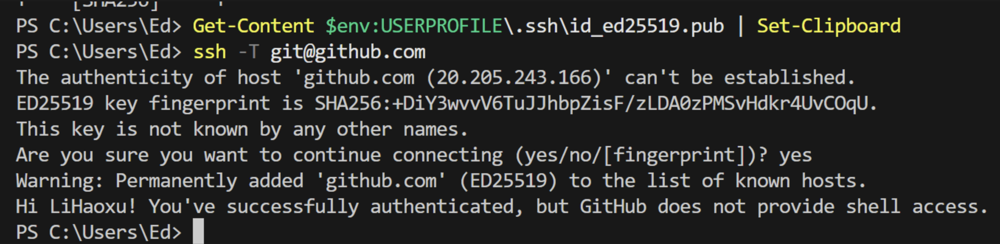 [SHA256]
PS C:\Users\Ed> Get-Content $env:USERPROFILE\.ssh\id_ed25519.pub | Set-Clipboard
PS C:\Users\Ed> ssh -T git@github.com
The authenticity of host 'github.com (20.205.243.166)' can't be established.
ED25519 key fingerprint is SHA256:+DiY3wvvV6TuJJhbpZisF/zLDA0zPMSvHdkr4UvCOqU.
This key is not known by any other names.
Are you sure you want to continue connecting (yes/no/[fingerprint])? yes
Warning: Permanently added 'github.com' (ED25519) to the list of known hosts.
Hi LiHaoxu! You've successfully authenticated, but GitHub does not provide shell access.
PS C:\Users\Ed>